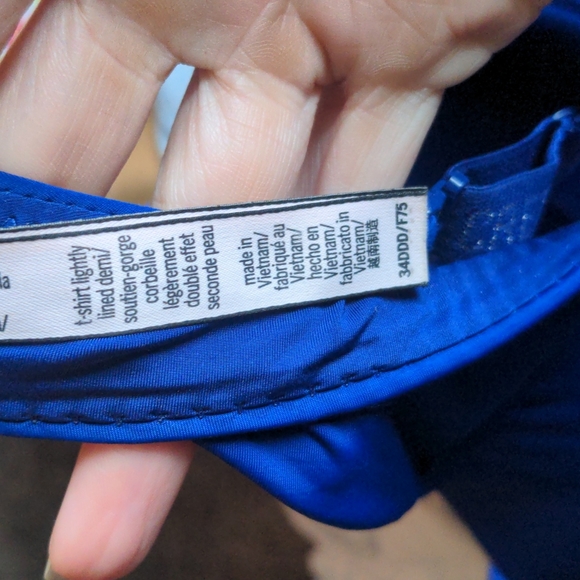 t-shirt lightly
lined demi/
soutien-gorge
corbeille
légèrement
doublé effet
seconde peau
made in
Vietnam/
fabriqué au
Vietnam/
hecho en
Vietnam/
fabbricato in
Vietnam/
越南制造
34DDD/F75